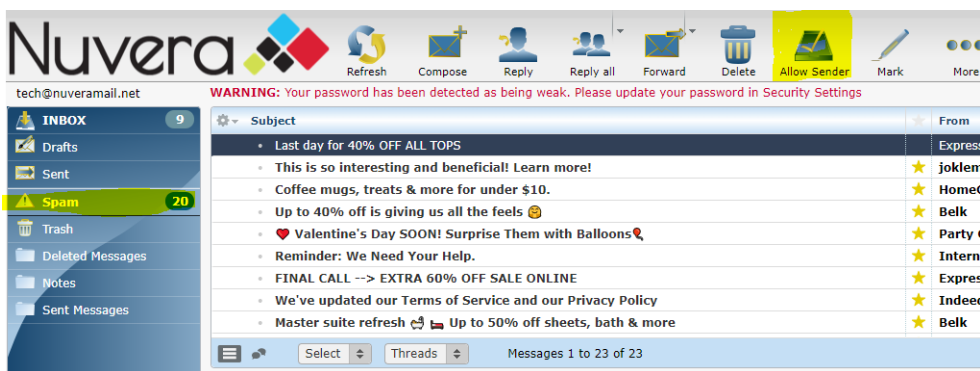 Nuvera
Refresh Compose Reply Reply all Forward Delete Allow Sender Mark More
tech@nuveramail.net
WARNING: Your password has been detected as being weak. Please update your password in Security Settings
INBOX 9
Drafts
Sent
Spam 20
Trash
Deleted Messages
Notes
Sent Messages
Subject From
Last day for 40% OFF ALL TOPS
This is so interesting and beneficial! Learn more!
Coffee mugs, treats & more for under $10.
Up to 40% off is giving us all the feels 🤗 Belk
❤️ Valentine's Day SOON! Surprise Them with Balloons🎈 Party
Reminder: We Need Your Help.
FINAL CALL --> EXTRA 60% OFF SALE ONLINE
We've updated our Terms of Service and our Privacy Policy Indeed
Master suite refresh 🛁 🛏️ Up to 50% off sheets, bath & more Belk
Select Threads Messages 1 to 23 of 23